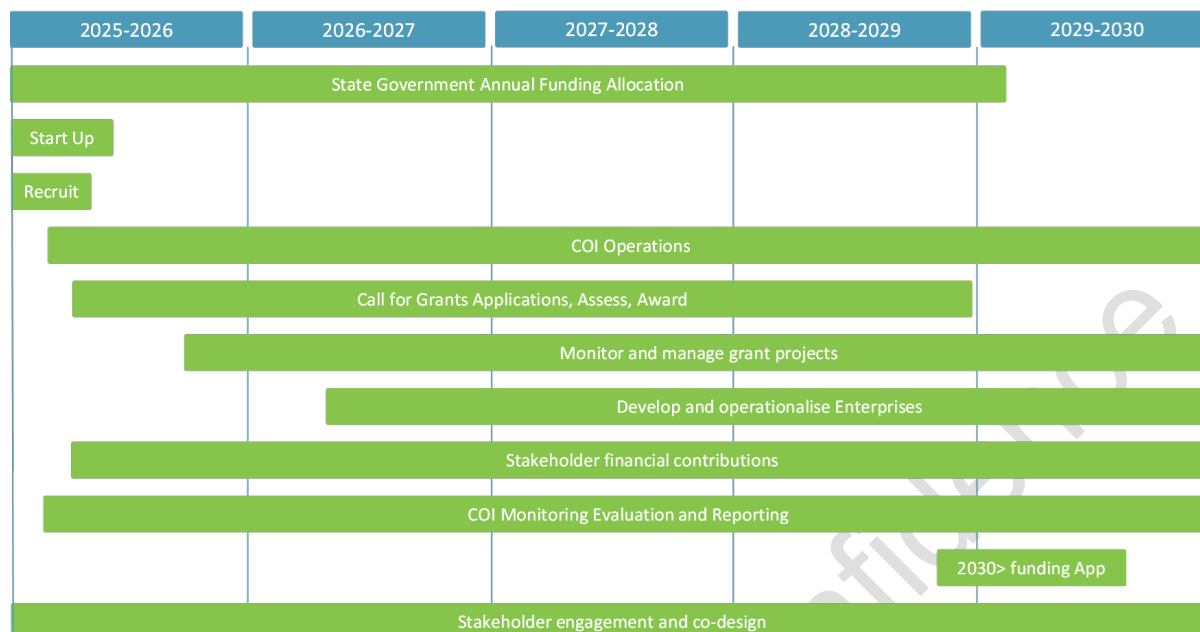 2025-2026
2026-2027
2027-2028
2028-2029
2029-2030
State Government Annual Funding Allocation
Start Up
Recruit
COI Operations
Call for Grants Applications, Assess, Award
Monitor and manage grant projects
Develop and operationalise Enterprises
Stakeholder financial contributions
COI Monitoring Evaluation and Reporting
2030> funding App
Stakeholder engagement and co-design